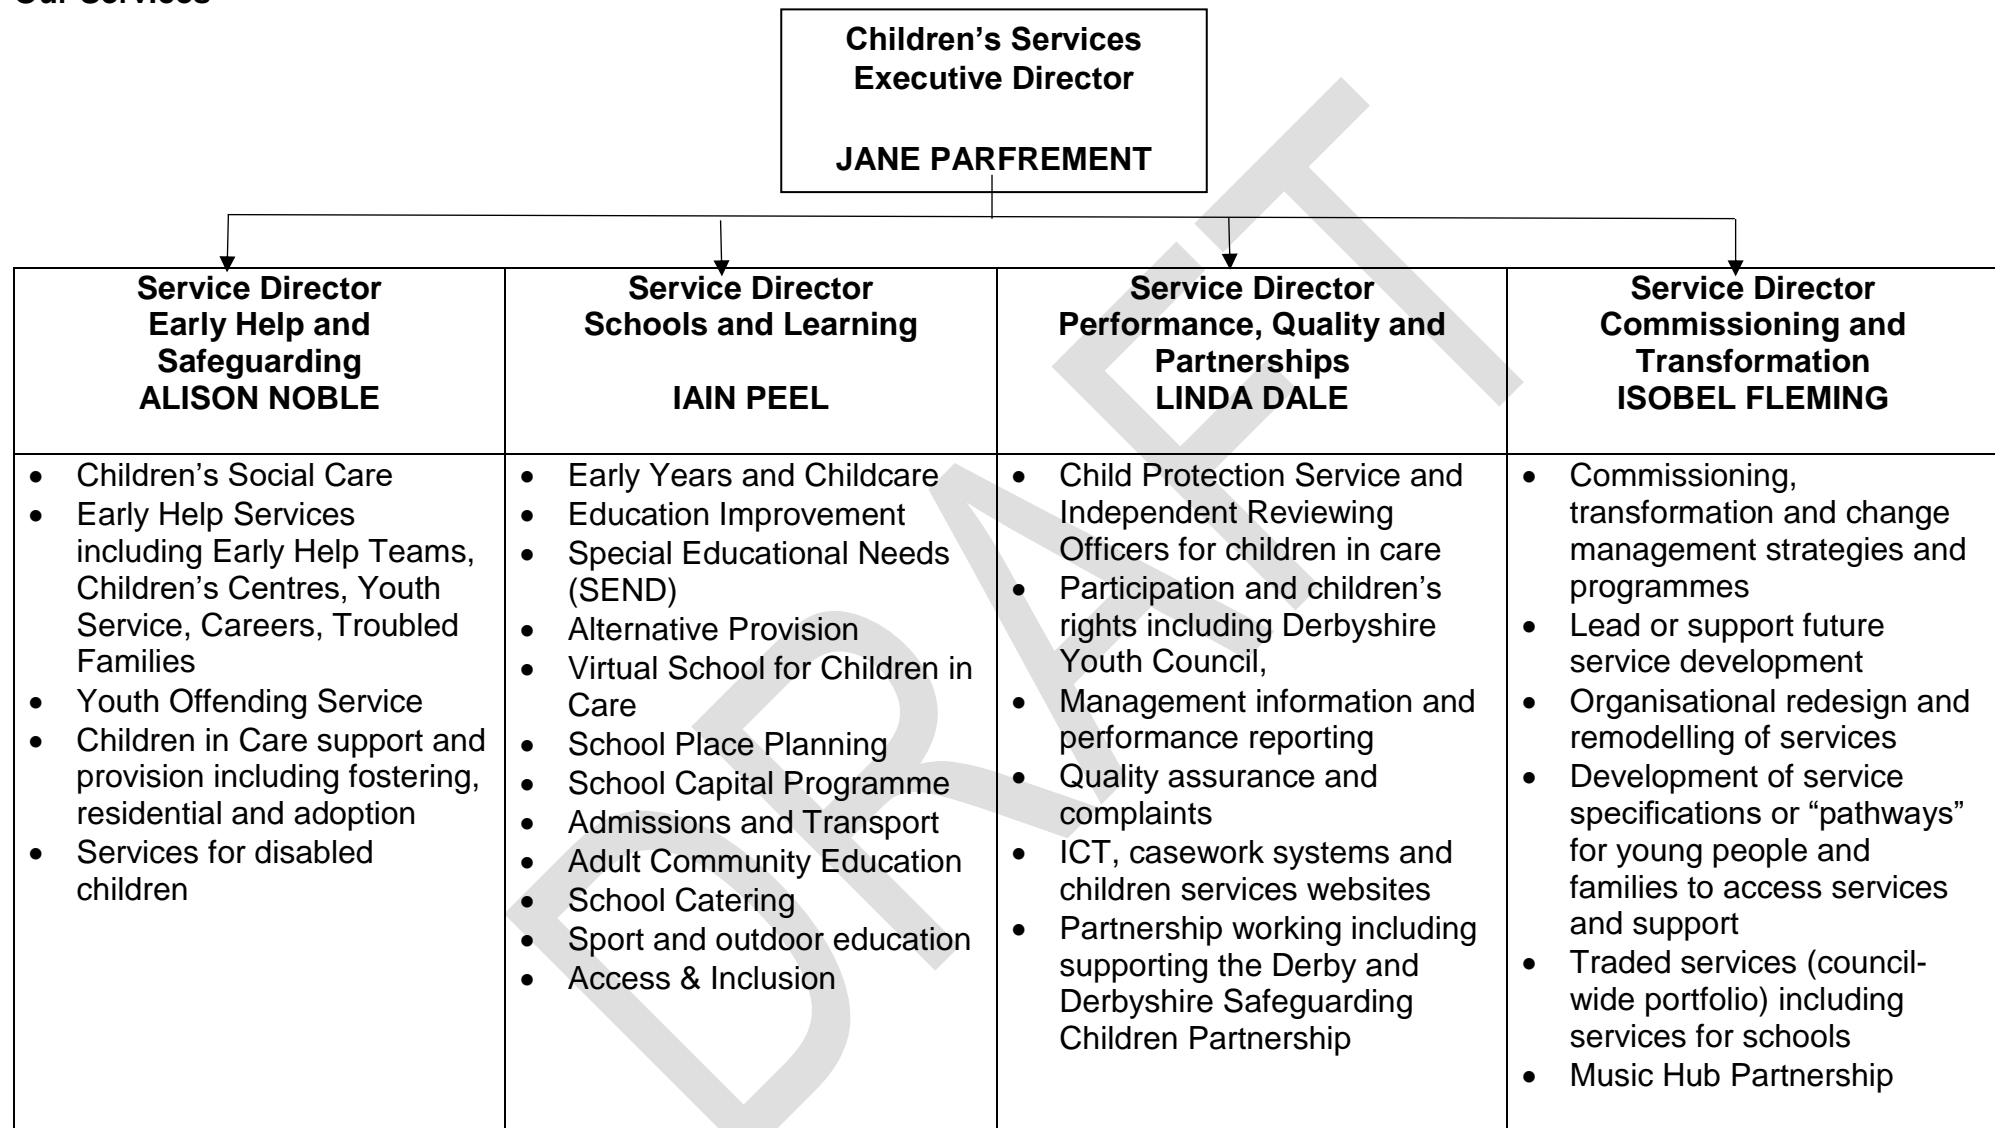 Our Services
Children's Services
Executive Director
JANE PARFREMENT
Service Director
Early Help and
Safeguarding
ALISON NOBLE
Service Director
Schools and Learning
IAIN PEEL
Service Director
Performance, Quality and
Partnerships
LINDA DALE
Service Director
Commissioning and
Transformation
ISOBEL FLEMING
• Children’s Social Care
• Early Help Services
including Early Help Teams,
Children’s Centres, Youth
Service, Careers, Troubled
Families
• Youth Offending Service
• Children in Care support and
provision including fostering,
residential and adoption
• Services for disabled
children
• Early Years and Childcare
• Education Improvement
• Special Educational Needs
(SEND)
• Alternative Provision
• Virtual School for Children in
Care
• School Place Planning
• School Capital Programme
• Admissions and Transport
• Adult Community Education
• School Catering
• Sport and outdoor education
• Access & Inclusion
• Child Protection Service and
Independent Reviewing
Officers for children in care
• Participation and children’s
rights including Derbyshire
Youth Council,
• Management information and
performance reporting
• Quality assurance and
complaints
• ICT, casework systems and
children services websites
• Partnership working including
supporting the Derby and
Derbyshire Safeguarding
Children Partnership
• Commissioning,
transformation and change
management strategies and
programmes
• Lead or support future
service development
• Organisational redesign and
remodelling of services
• Development of service
specifications or “pathways”
for young people and
families to access services
and support
• Traded services (council-
wide portfolio) including
services for schools
• Music Hub Partnership
DRAFT